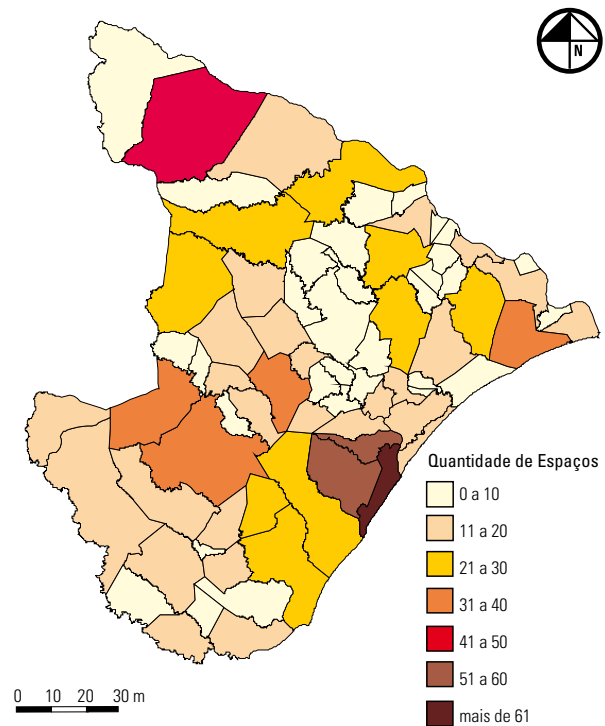 N
Quantidade de Espaços
0 a 10
11 a 20
21 a 30
31 a 40
41 a 50
51 a 60
mais de 61
0 10 20 30 m